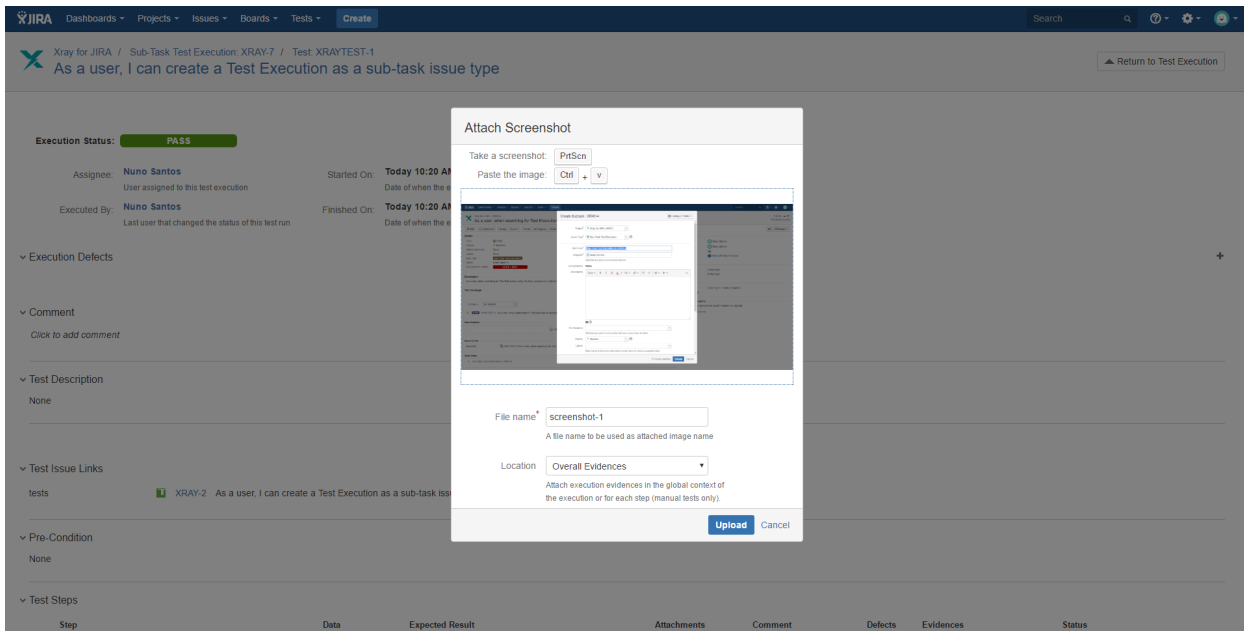 JIRA Dashboards Projects Issues Boards Tests Create Search
Xray for JIRA / Sub-Task Test Execution: XRAY-7 / Test: XRAYTEST-1
As a user, I can create a Test Execution as a sub-task issue type
Return to Test Execution
Attach Screenshot
Take a screenshot: PrtScn
Paste the image: Ctrl + v
File name* screenshot-1
A file name to be used as attached image name
Location Overall Evidences
Attach execution evidences in the global context of
the execution or for each step (manual tests only).
Upload Cancel
Execution Status: PASS
Assignee: Nuno Santos
User assigned to this test execution
Started On: Today 10:20 AM
Date of when the e
Executed By: Nuno Santos
Last user that changed the status of this test run
Finished On: Today 10:20 AM
Date of when the e
Execution Defects
Comment
Click to add comment
Test Description
None
Test Issue Links
tests XRAY-2 As a user, I can create a Test Execution as a sub-task iss
Pre-Condition
None
Test Steps
Step Data Expected Result Attachments Comment Defects Evidences Status